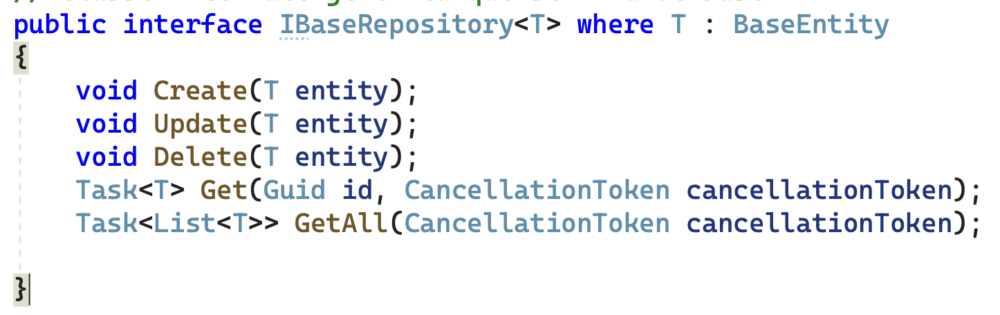 public interface IBaseRepository<T> where T : BaseEntity
{
void Create(T entity);
void Update(T entity);
void Delete(T entity);
Task<T> Get(Guid id, CancellationToken cancellationToken);
Task<List<T>> GetAll(CancellationToken cancellationToken);
}